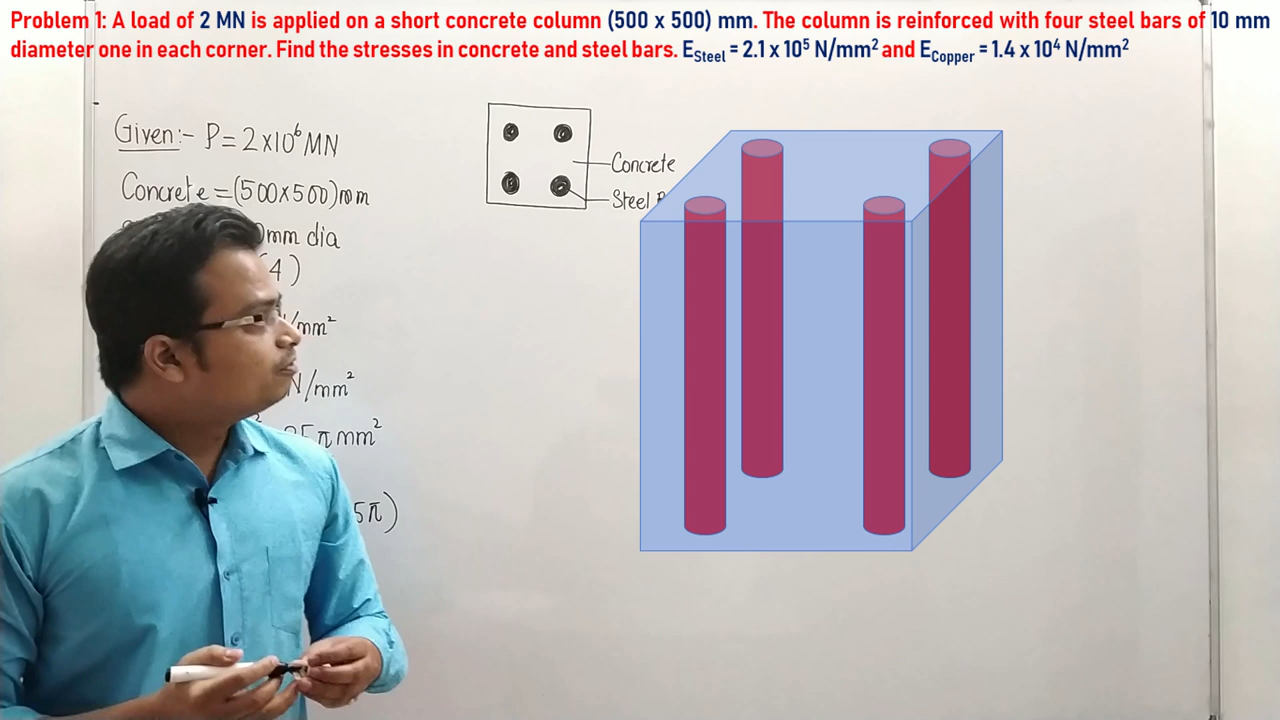 Problem 1: A load of 2 MN is applied on a short concrete column (500 x 500) mm. The column is reinforced with four steel bars of 10 mm
diameter one in each corner. Find the stresses in concrete and steel bars. E_Steel = 2.1 x 10⁵ N/mm² and E_Copper = 1.4 x 10⁴ N/mm²
Given:- P = 2×10⁶ MN
Concrete = (500×500)mm
mm dia
4)
/mm²
N/mm²
π mm²
5π)
Concrete
Steel